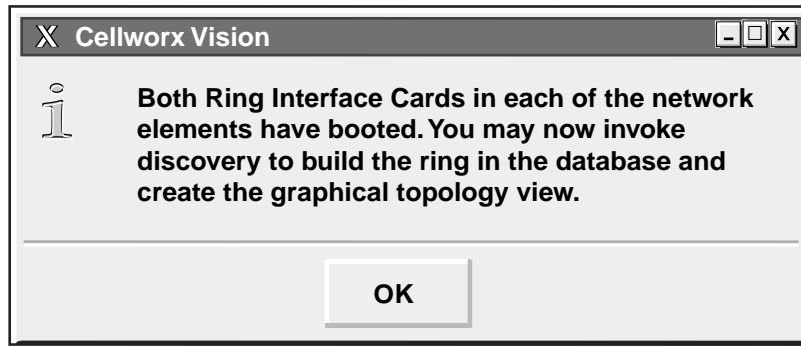 X Cellworx Vision
Both Ring Interface Cards in each of the network
elements have booted. You may now invoke
discovery to build the ring in the database and
create the graphical topology view.
OK